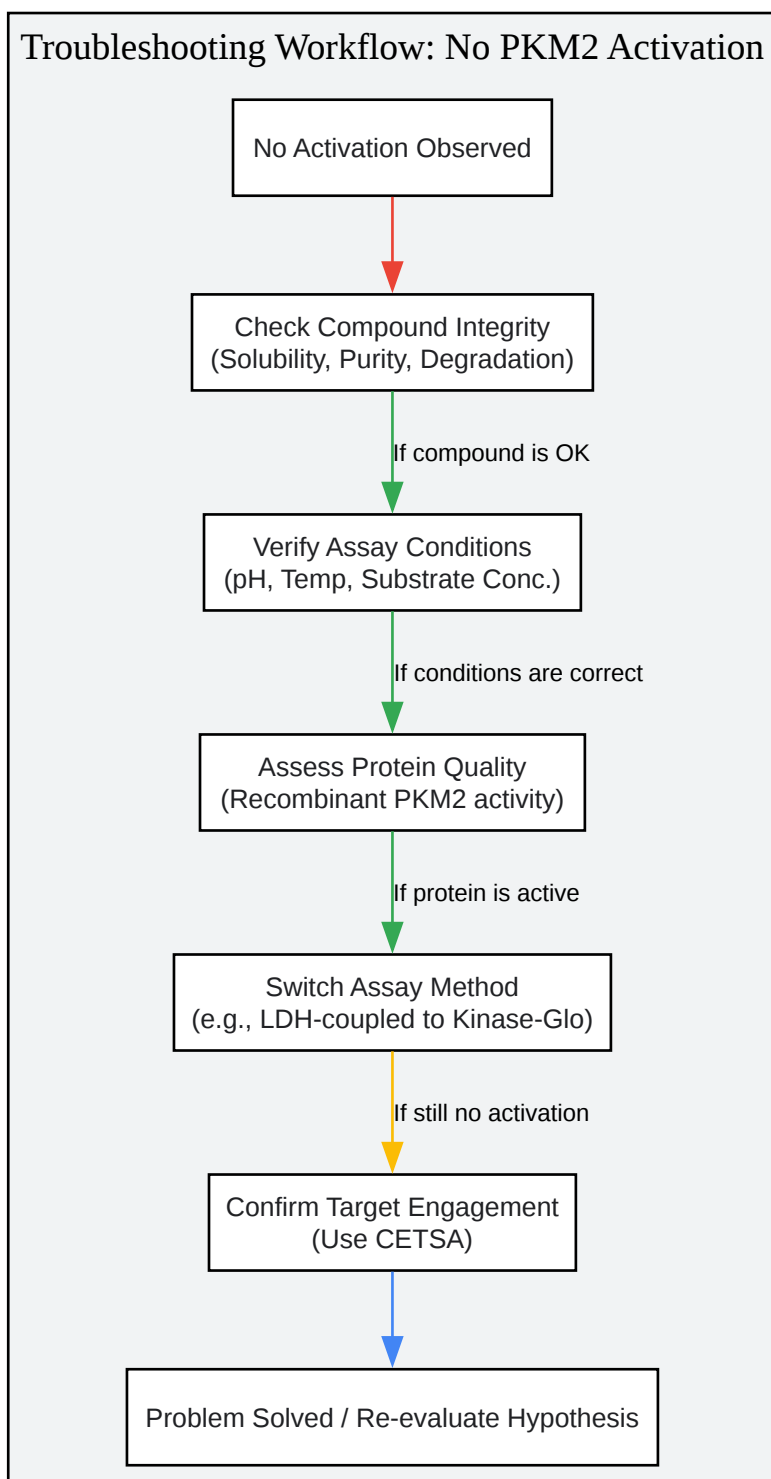 Troubleshooting Workflow: No PKM2 Activation
No Activation Observed
Check Compound Integrity
(Solubility, Purity, Degradation)
If compound is OK
Verify Assay Conditions
(pH, Temp, Substrate Conc.)
If conditions are correct
Assess Protein Quality
(Recombinant PKM2 activity)
If protein is active
Switch Assay Method
(e.g., LDH-coupled to Kinase-Glo)
If still no activation
Confirm Target Engagement
(Use CETSA)
Problem Solved / Re-evaluate Hypothesis